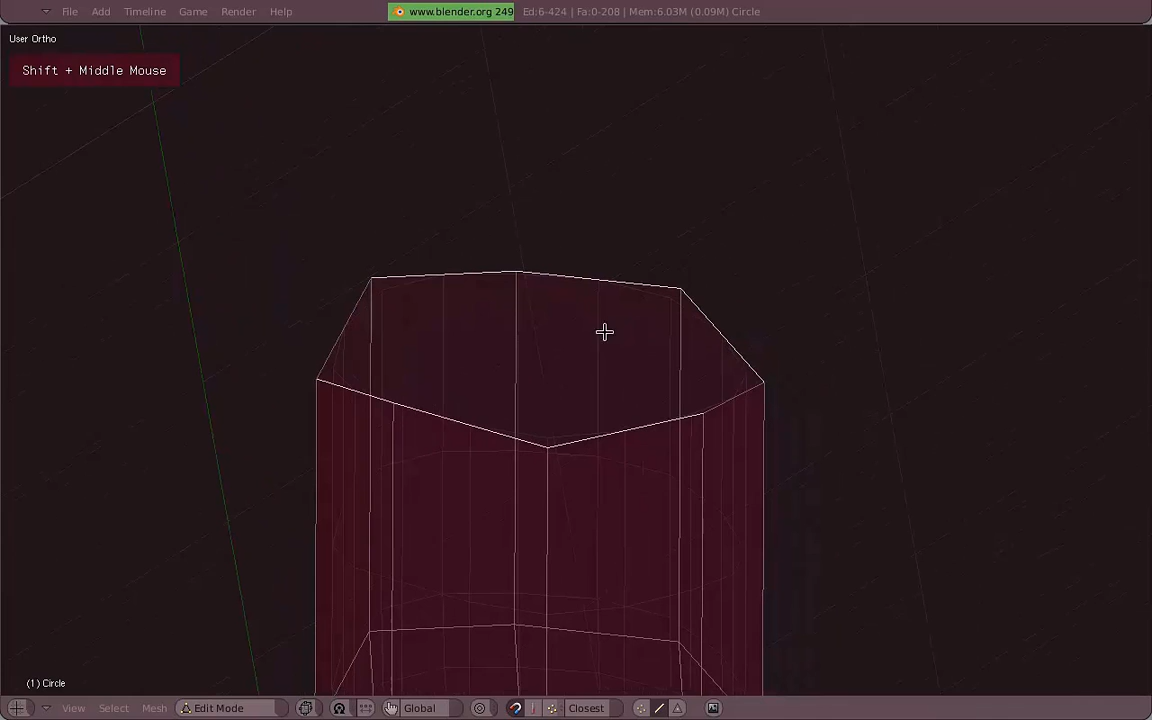 File Add Timeline Game Render Help www.blender.org 249 Ed:6-424 | Fa:0-208 | Mem:6.03M (0.09M) Circle
User Ortho
Shift + Middle Mouse
(1) Circle
View Select Mesh Edit Mode Global Closest